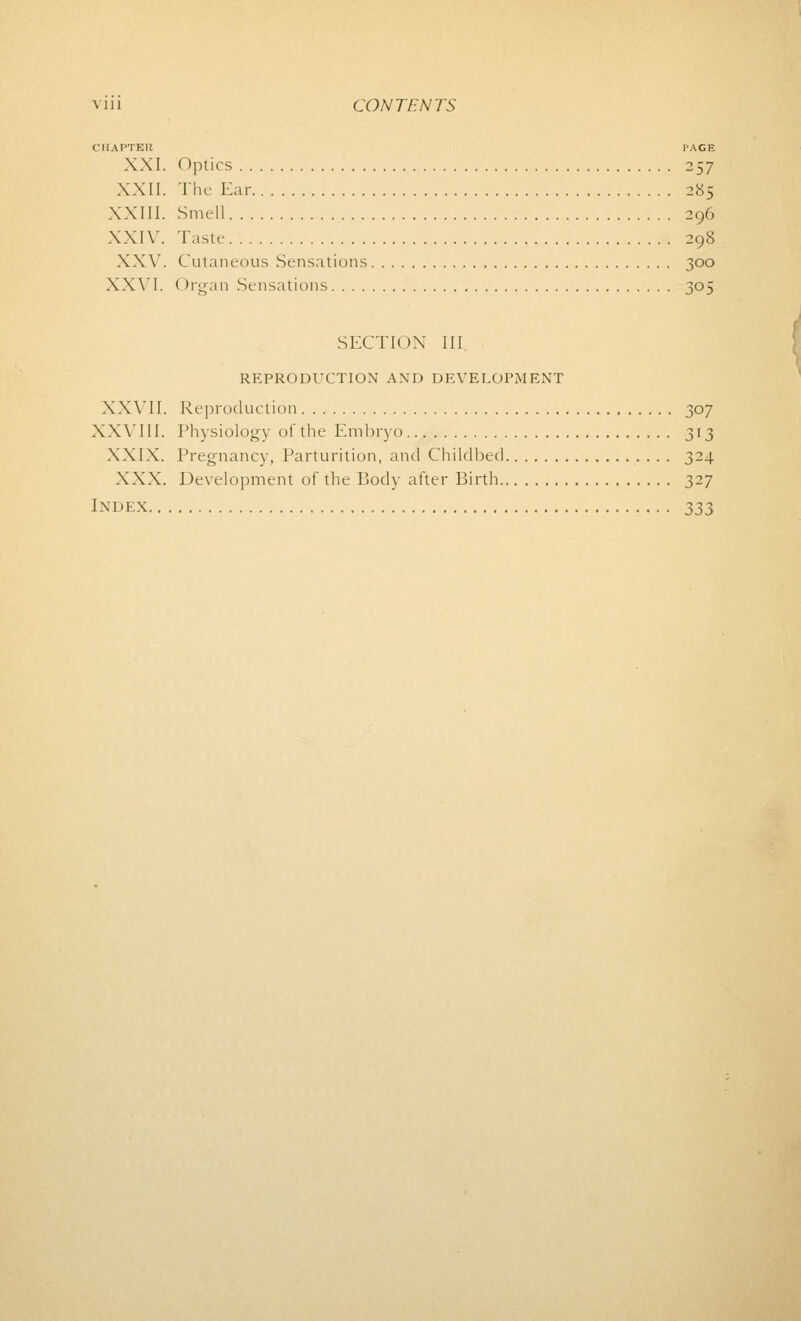 viii CONTENTS
CHAPTER PAGE
XXI. Optics . . . . . . . . . . . . . . . . . . . . . . . . . . . . . . . . . . . . . . . . 257
XXII. The Ear. . . . . . . . . . . . . . . . . . . . . . . . . . . . . . . . . . . . . . . . 285
XXIII. Smell. . . . . . . . . . . . . . . . . . . . . . . . . . . . . . . . . . . . . . . . 296
XXIV. Taste. . . . . . . . . . . . . . . . . . . . . . . . . . . . . . . . . . . . . . . . 298
XXV. Cutaneous Sensations. . . . . . . . . . . . . . . . . . . . . . . . . . . . 300
XXVI. Organ Sensations. . . . . . . . . . . . . . . . . . . . . . . . . . . . . . . 305
SECTION III
REPRODUCTION AND DEVELOPMENT
XXVII. Reproduction. . . . . . . . . . . . . . . . . . . . . . . . . . . . . . . . . . 307
XXVIII. Physiology of the Embryo. . . . . . . . . . . . . . . . . . . . . . . . . 313
XXIX. Pregnancy, Parturition, and Childbed. . . . . . . . . . . . . . . . 324
XXX. Development of the Body after Birth. . . . . . . . . . . . . . . . . 327
INDEX. . . . . . . . . . . . . . . . . . . . . . . . . . . . . . . . . . . . . . . . . . . . . 333